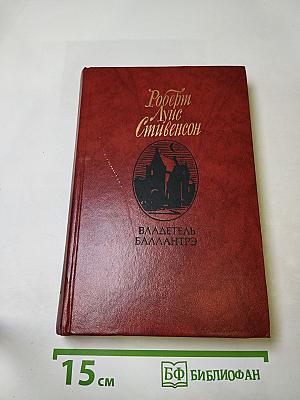 Роберт
Луис
Стивенсон
ВЛАДЕТЕЛЬ
БАЛЛАНТРЭ
15 см
БФ БИБЛИОФАН